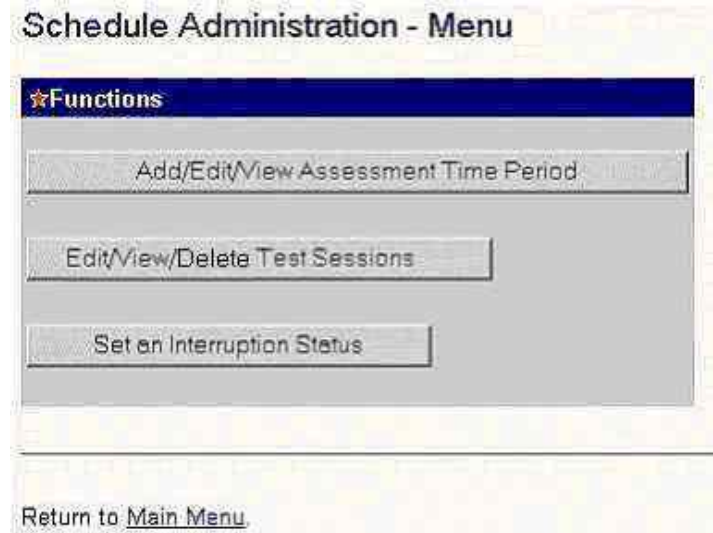 Schedule Administration - Menu
Functions
Add/Edit/View Assessment Time Period
Edit/View/Delete Test Sessions
Set an Interruption Status
Return to Main Menu.